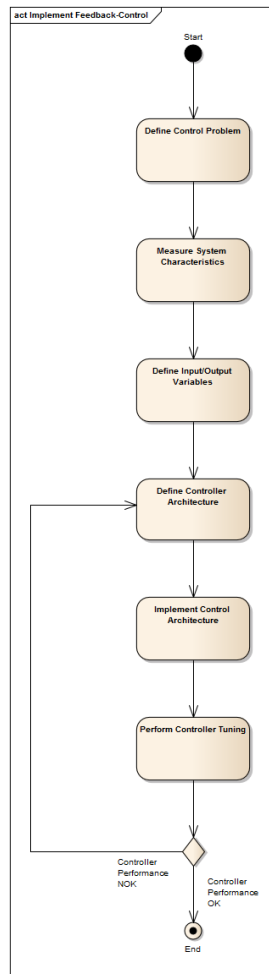 act Implement Feedback-Control
Start
Define Control Problem
Measure System
Characteristics
Define Input/Output
Variables
Define Controller
Architecture
Implement Control
Architecture
Perform Controller Tuning
Controller
Performance
NOK
Controller
Performance
OK
End